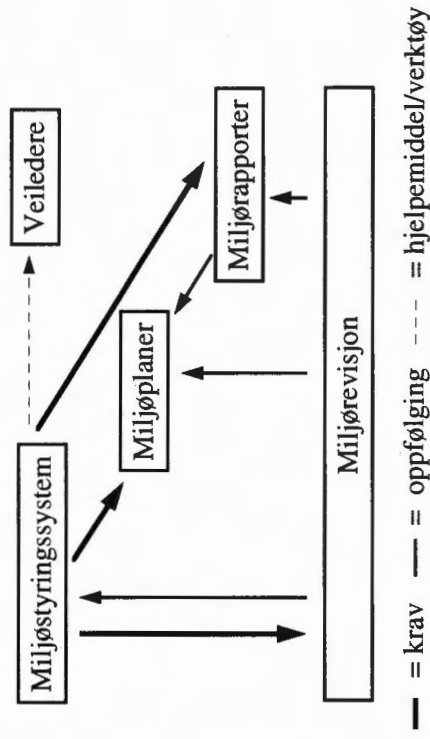 Miljøstyringssystem
Veiledere
Miljøplaner
Miljørapporter
Miljørevisjon
= krav = oppfølging = hjelpemiddel/verktøy